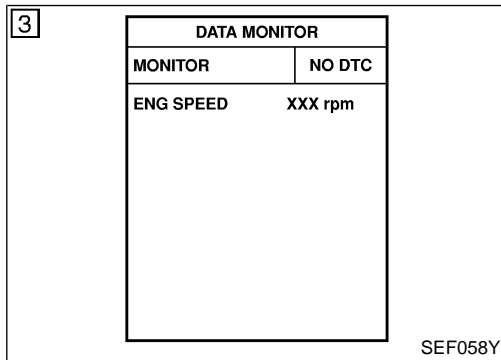 3
DATA MONITOR
MONITOR NO DTC
ENG SPEED XXX rpm
SEF058Y